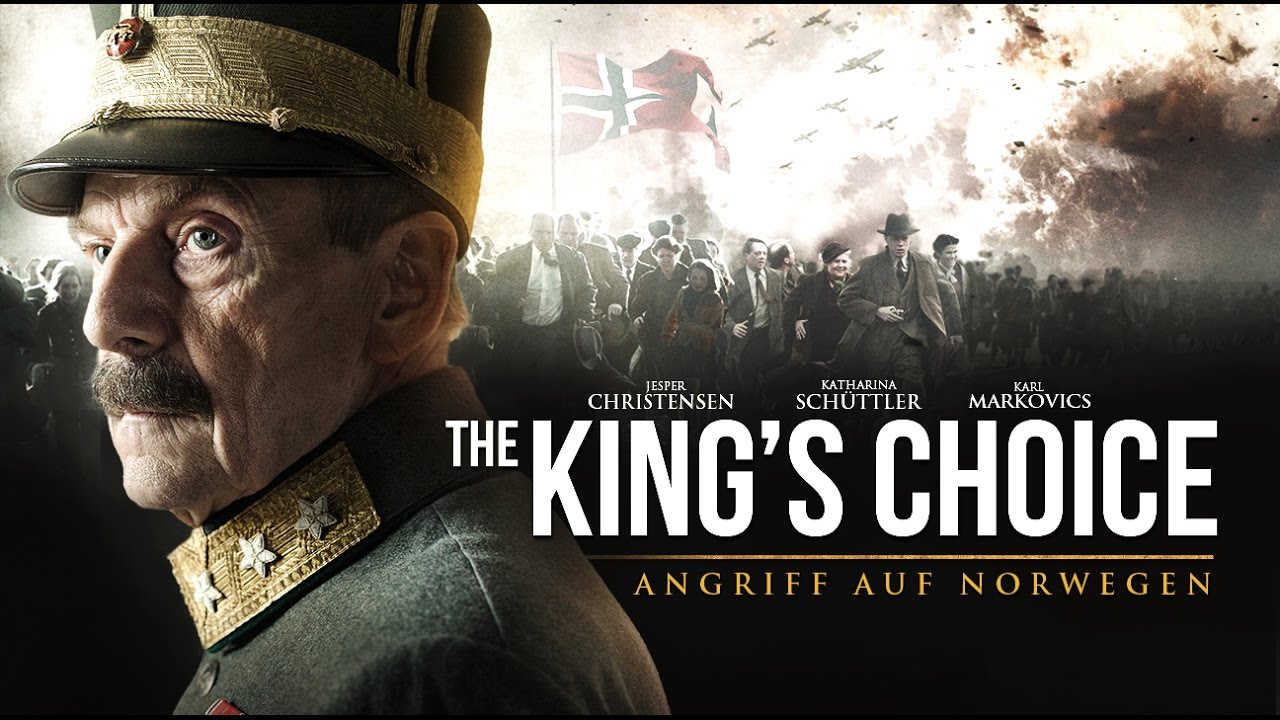 JESPER
CHRISTENSEN
KATHARINA
SCHÜTTLER
KARL
MARKOVICS
THE KING'S CHOICE
ANGRIFF AUF NORWEGEN